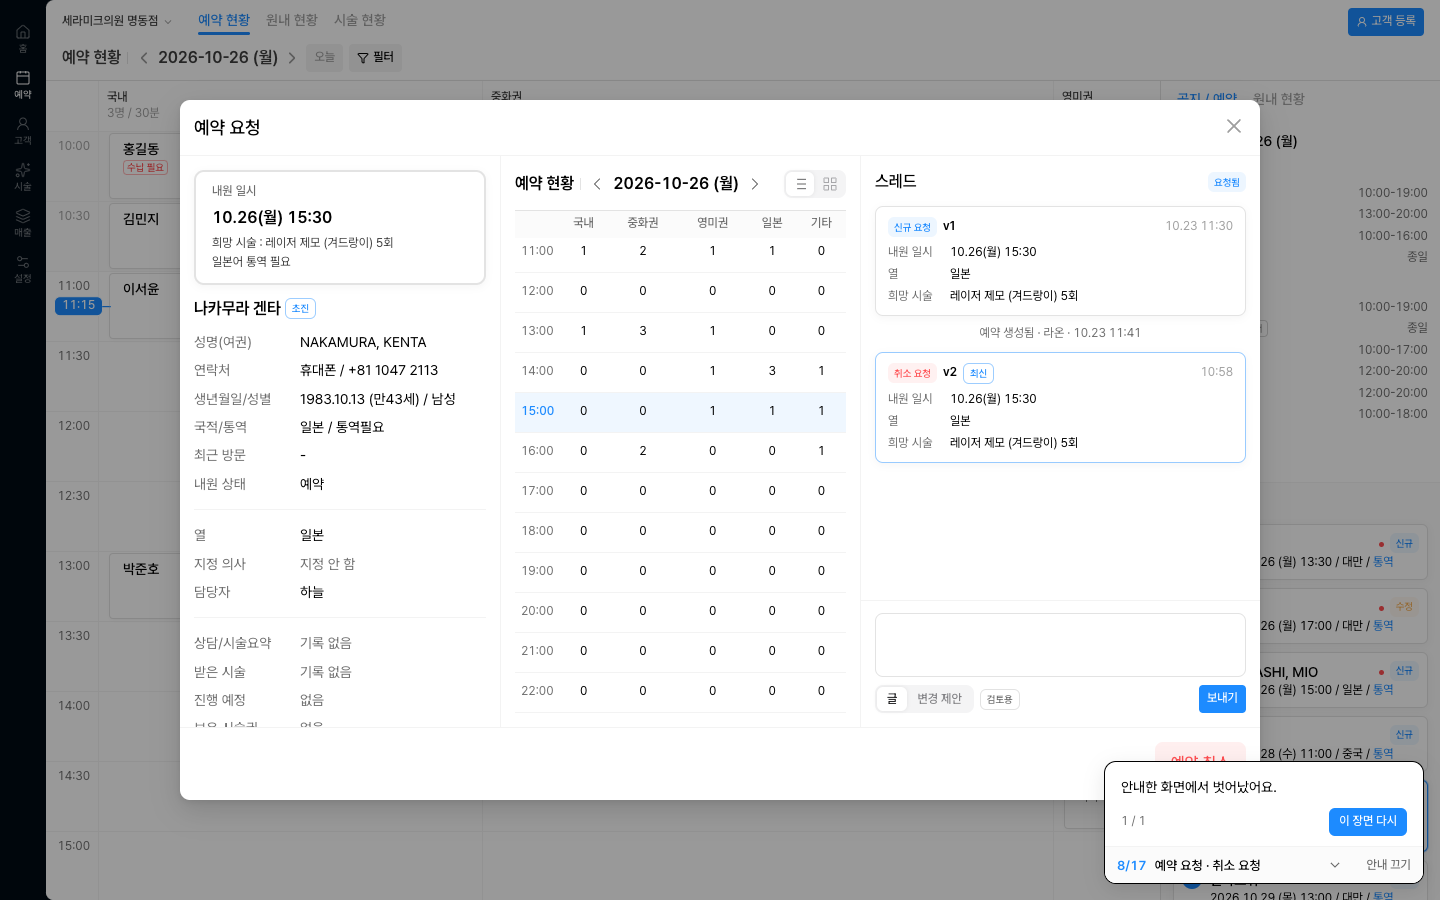 세라미크의원 명동점
예약 현황
원내 현황
시술 현황
고객 등록
홈
예약
고객
시술
매출
설정
예약 현황
2026-10-26 (월)
오늘
필터
국내
3명 / 30분
중화권
영미권
공지 / 예약
원내 현황
26 (월)
10:00
홍길동
수납 필요
10:30
김민지
11:00
이서윤
11:15
11:30
12:00
12:30
13:00
박준호
13:30
14:00
14:30
15:00
예약 요청
내원 일시
10.26(월) 15:30
희망 시술 : 레이저 제모 (겨드랑이) 5회
일본어 통역 필요
나카무라 겐타
초진
성명(여권)
NAKAMURA, KENTA
연락처
휴대폰 / +81 1047 2113
생년월일/성별
1983.10.13 (만43세) / 남성
국적/통역
일본 / 통역필요
최근 방문
-
내원 상태
예약
열
일본
지정 의사
지정 안 함
담당자
하늘
상담/시술요약
기록 없음
받은 시술
기록 없음
진행 예정
없음
예약 현황
2026-10-26 (월)
국내 중화권 영미권 일본 기타
11:00 1 2 1 1 0
12:00 0 0 0 0 0
13:00 1 3 1 0 0
14:00 0 0 1 3 1
15:00 0 0 1 1 1
16:00 0 2 0 0 1
17:00 0 0 0 0 0
18:00 0 0 0 0 0
19:00 0 0 0 0 0
20:00 0 0 0 0 0
21:00 0 0 0 0 0
22:00 0 0 0 0 0
스레드
요청됨
신규 요청 v1
10.23 11:30
내원 일시
10.26(월) 15:30
열
일본
희망 시술
레이저 제모 (겨드랑이) 5회
예약 생성됨 · 라온 · 10.23 11:41
취소 요청 v2 최신
10:58
내원 일시
10.26(월) 15:30
열
일본
희망 시술
레이저 제모 (겨드랑이) 5회
글
변경 제안
검토용
보내기
10:00-19:00
13:00-20:00
10:00-16:00
종일
10:00-19:00
종일
10:00-17:00
12:00-20:00
12:00-20:00
10:00-18:00
신규
26 (월) 13:30 / 대만 / 통역
수정
26 (월) 17:00 / 대만 / 통역
ASHI, MIO
신규
26 (월) 15:00 / 일본 / 통역
신규
28 (수) 11:00 / 중국 / 통역
안내한 화면에서 벗어났어요.
1 / 1
이 장면 다시
8/17 예약 요청 · 취소 요청
안내 끄기
2026.10.29 (목) 13:00 / 대만 / 통역